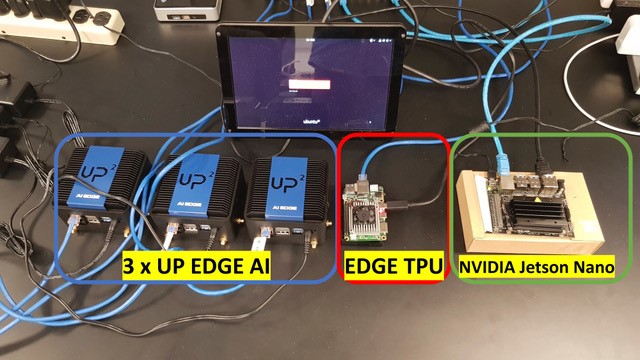 ubuntu
UP²
AI EDGE
UP²
AI EDGE
UP²
AI EDGE
3 x UP EDGE AI
EDGE TPU
NVIDIA Jetson Nano